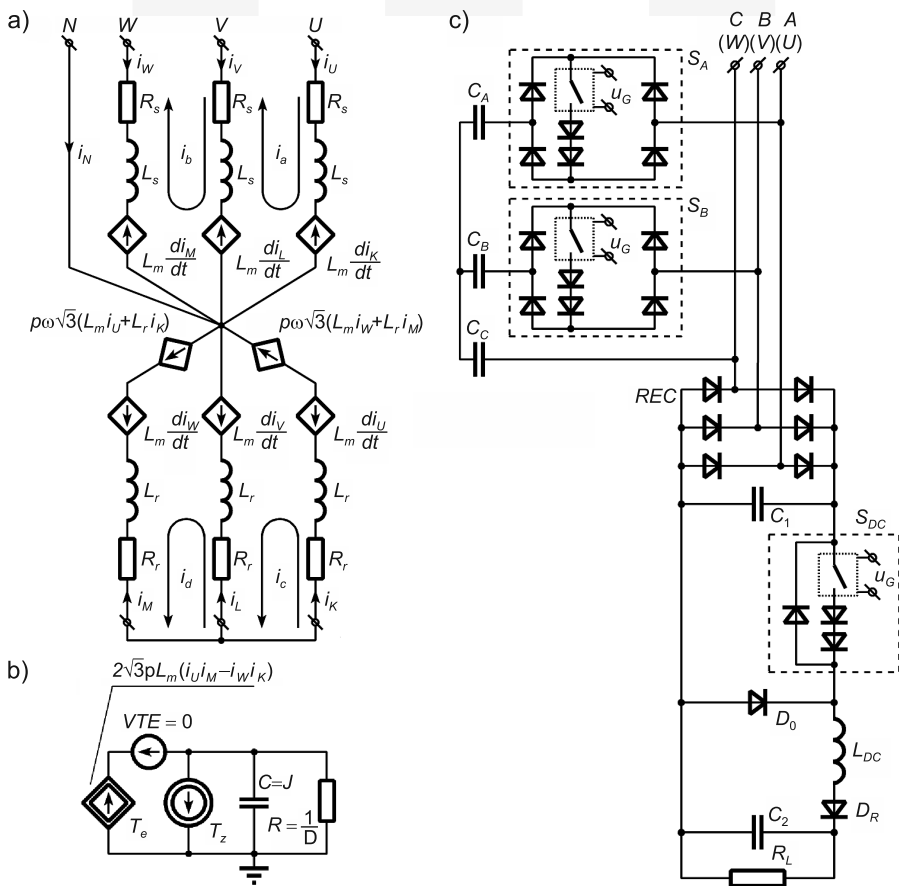 a)
N W V U
i_W i_V i_U
R_s R_s R_s
i_N i_b i_a
L_s L_s L_s
L_m di_M/dt L_m di_L/dt L_m di_K/dt
pω√3(L_m i_U+L_r i_K) pω√3(L_m i_W+L_r i_M)
L_m di_W/dt L_m di_V/dt L_m di_U/dt
L_r L_r L_r
R_r R_r R_r
i_d i_c
i_M i_L i_K
b)
2√3pL_m(i_U i_M–i_W i_K)
VTE = 0
C=J
R = 1/D
T_e T_z
c)
C B A
(W)(V)(U)
S_A
C_A
u_G
S_B
C_B
u_G
C_C
REC
C_1
S_DC
u_G
D_0
L_DC
D_R
C_2
R_L